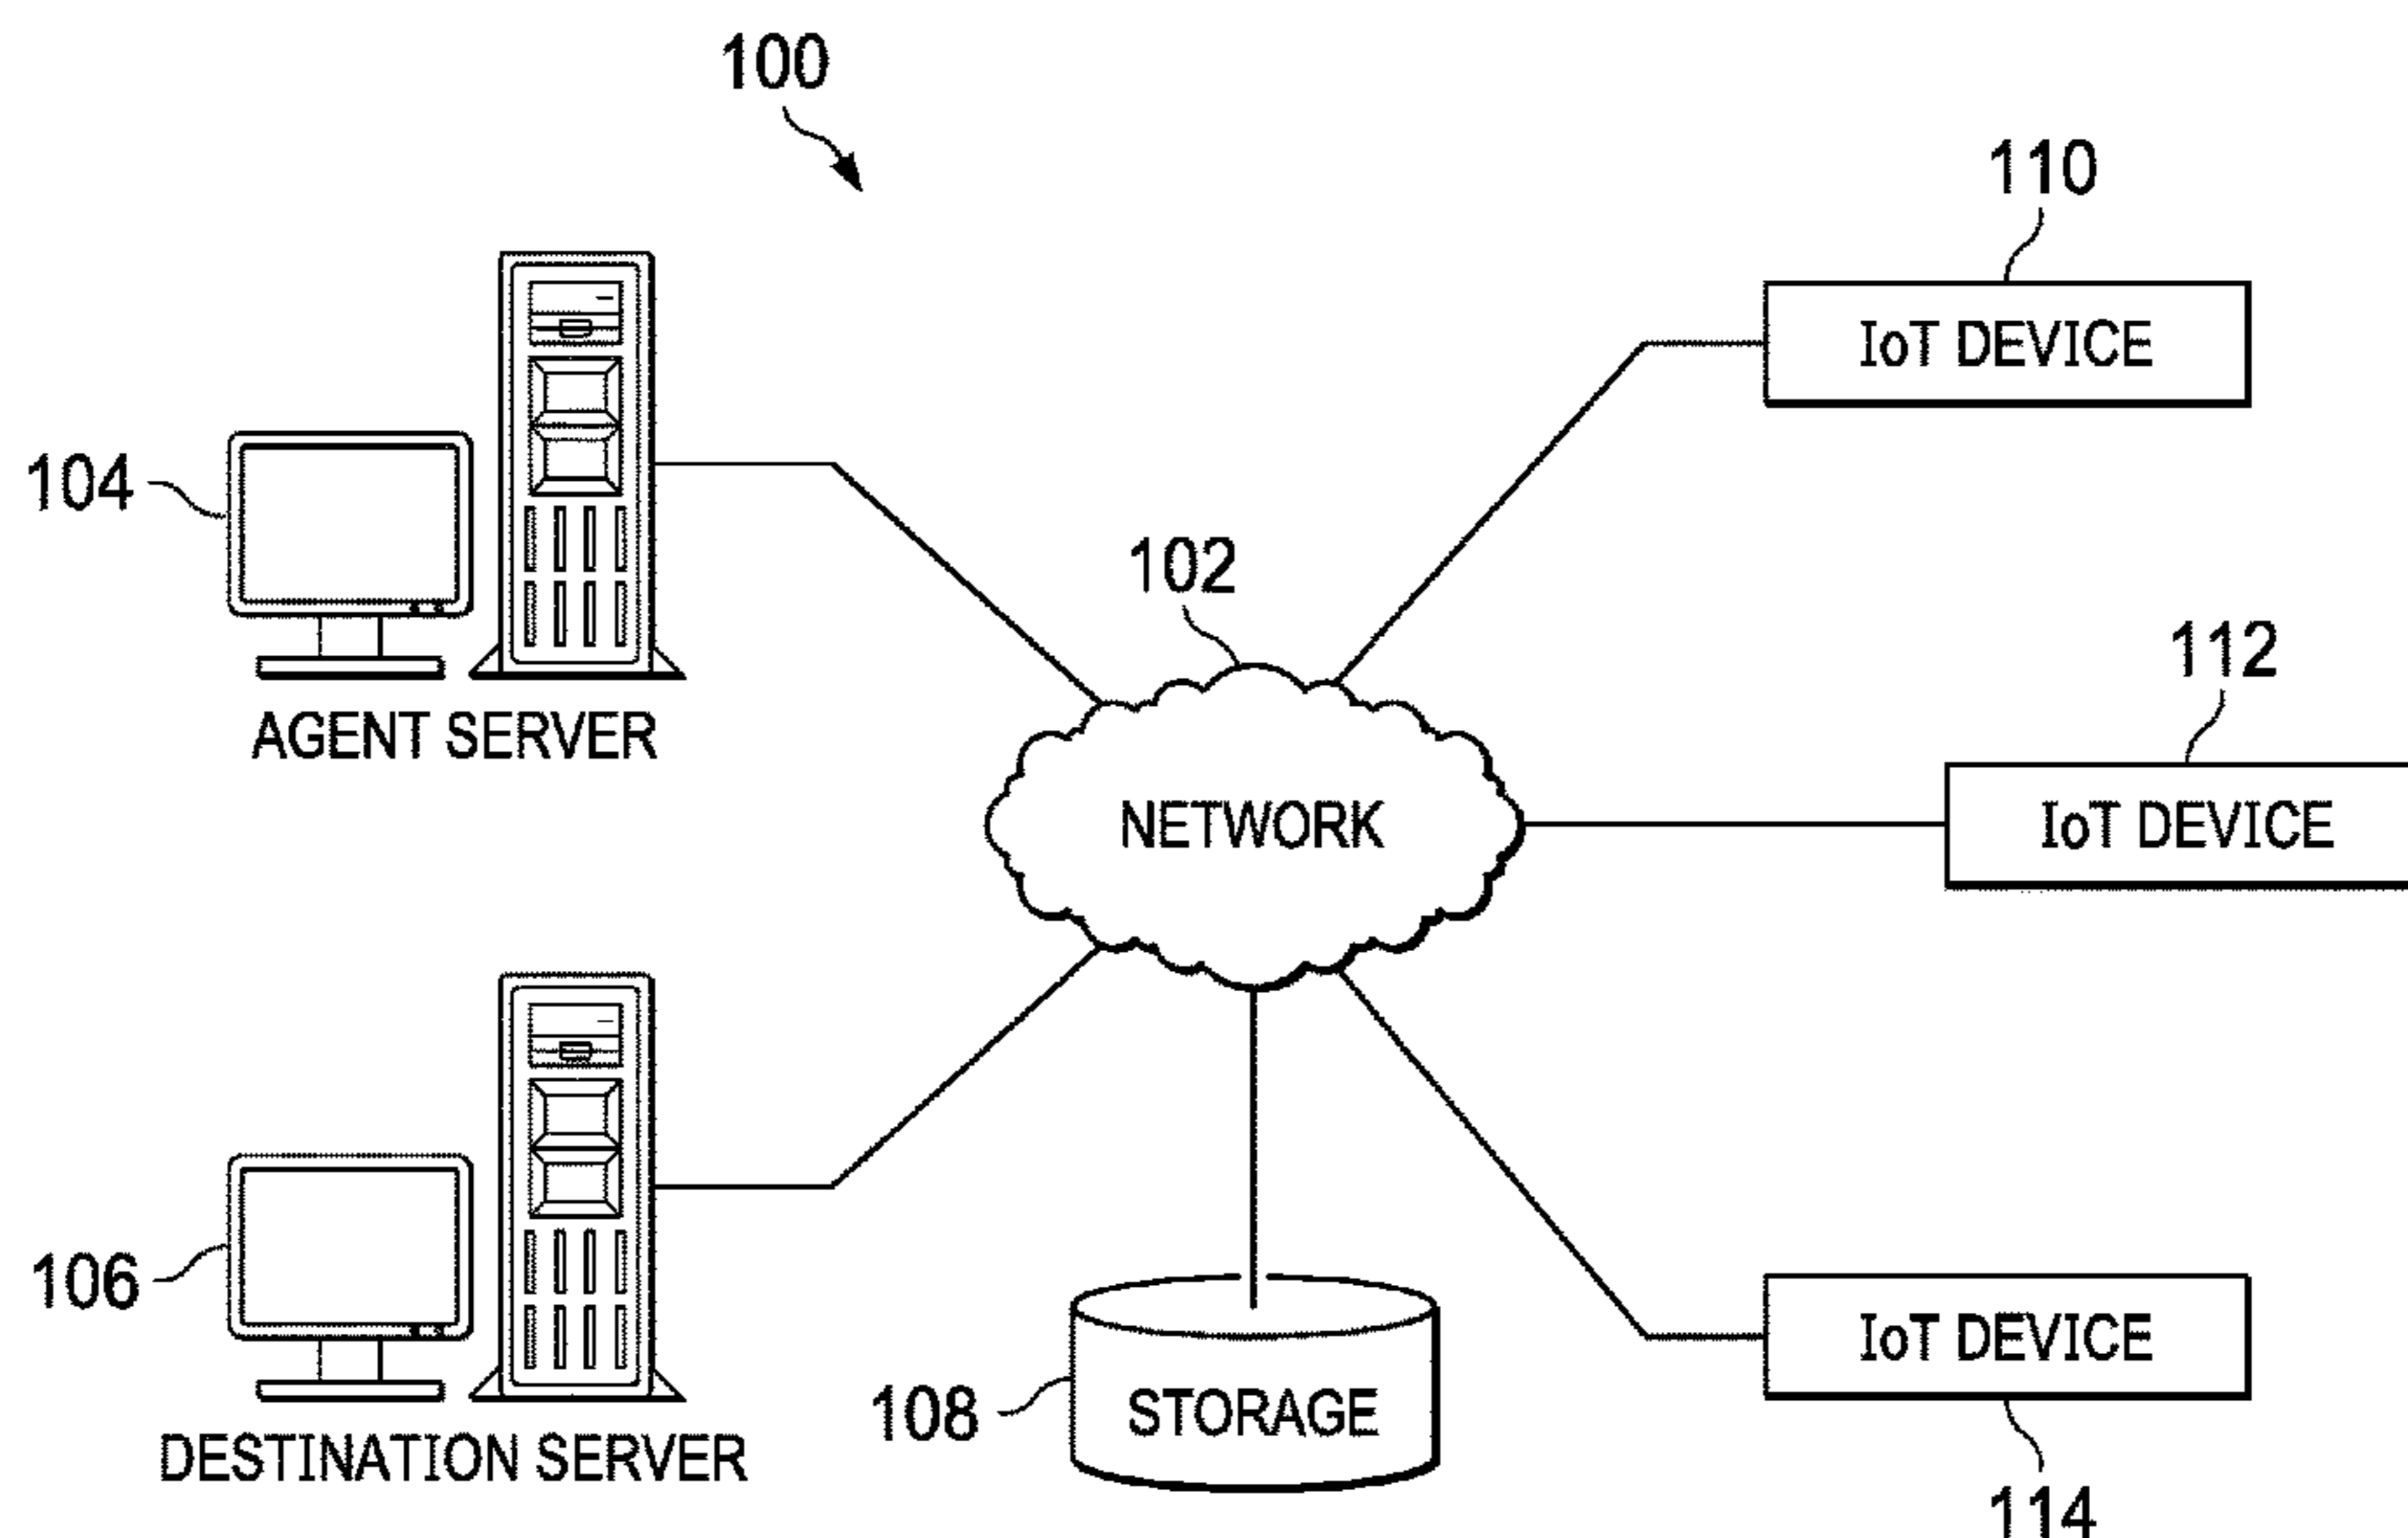 100
110
IoT DEVICE
104
102
112
AGENT SERVER
NETWORK
IoT DEVICE
106
108
STORAGE
IoT DEVICE
DESTINATION SERVER
114